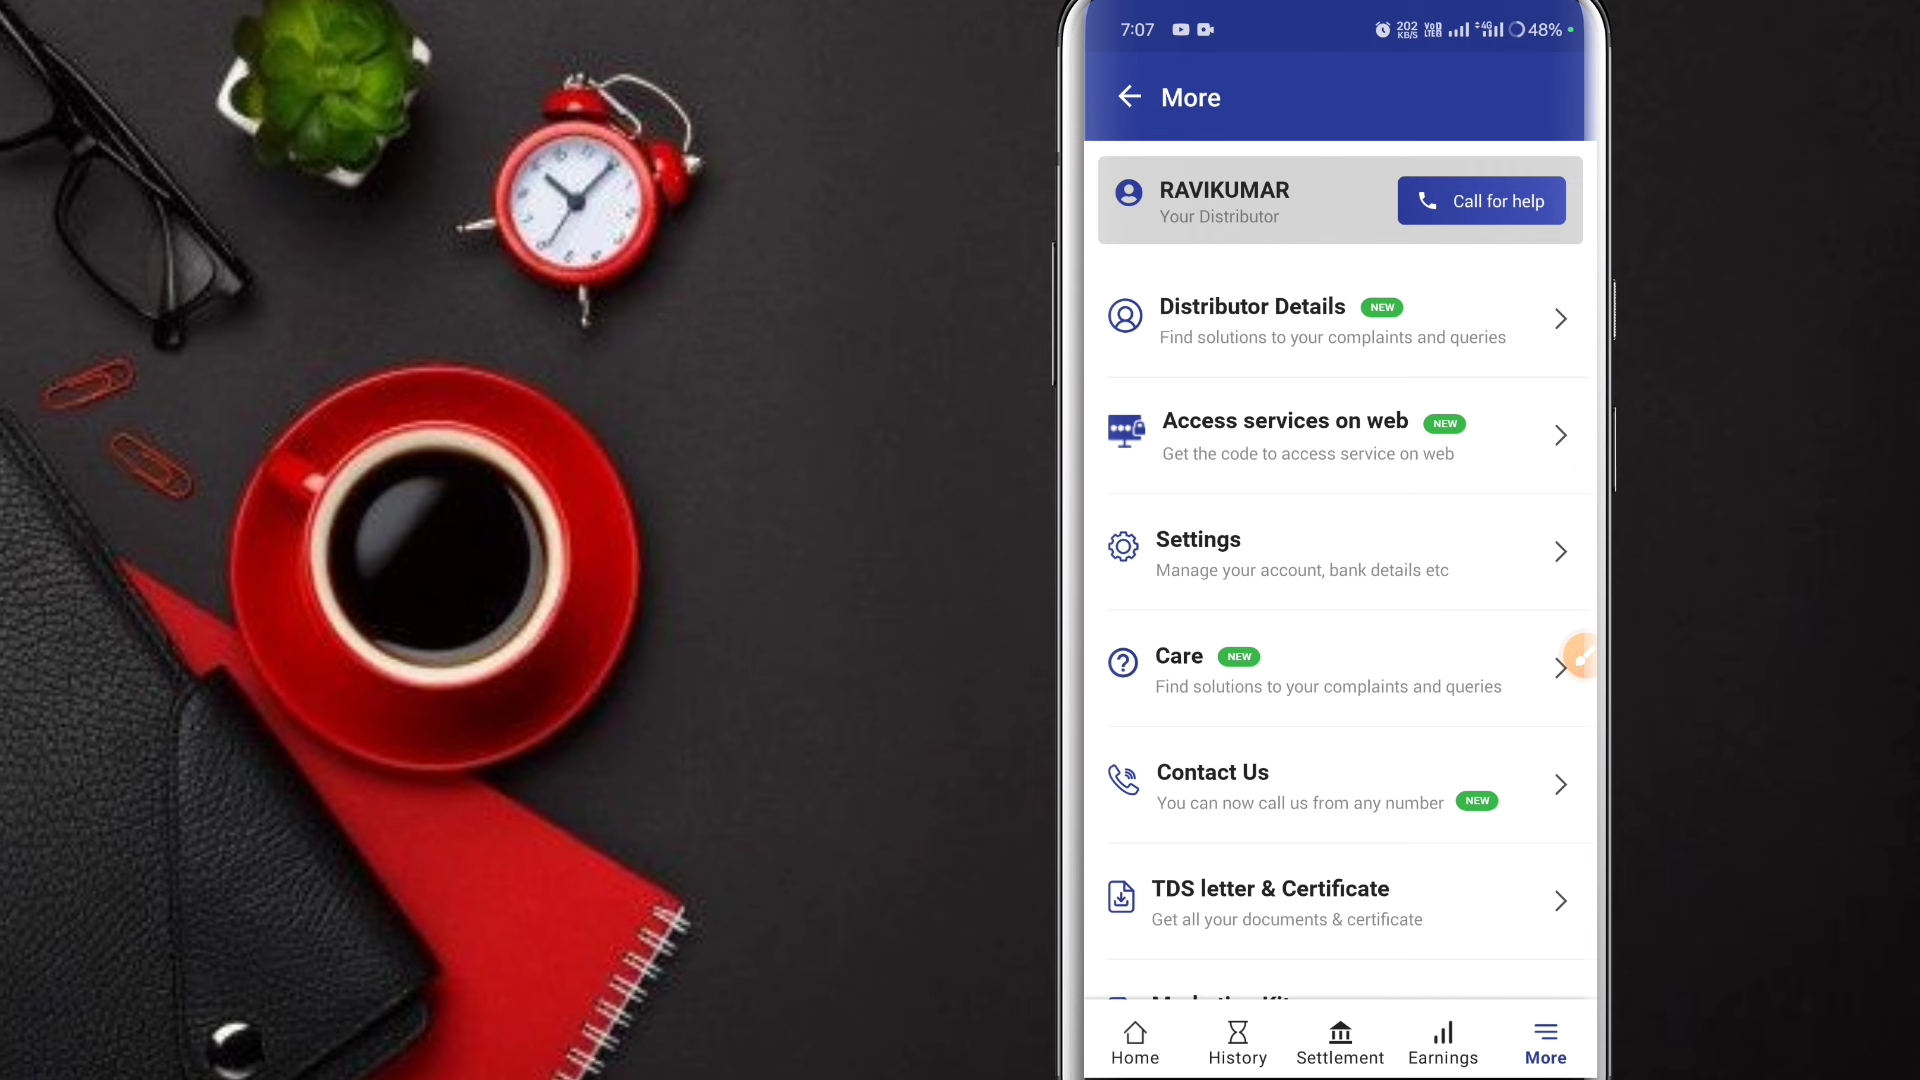 7:07
202
KB/S
VoD
LTED
4G
48%
More
RAVIKUMAR
Your Distributor
Call for help
Distributor Details NEW
Find solutions to your complaints and queries
Access services on web NEW
Get the code to access service on web
Settings
Manage your account, bank details etc
Care NEW
Find solutions to your complaints and queries
Contact Us
You can now call us from any number NEW
TDS letter & Certificate
Get all your documents & certificate
Home
History
Settlement
Earnings
More